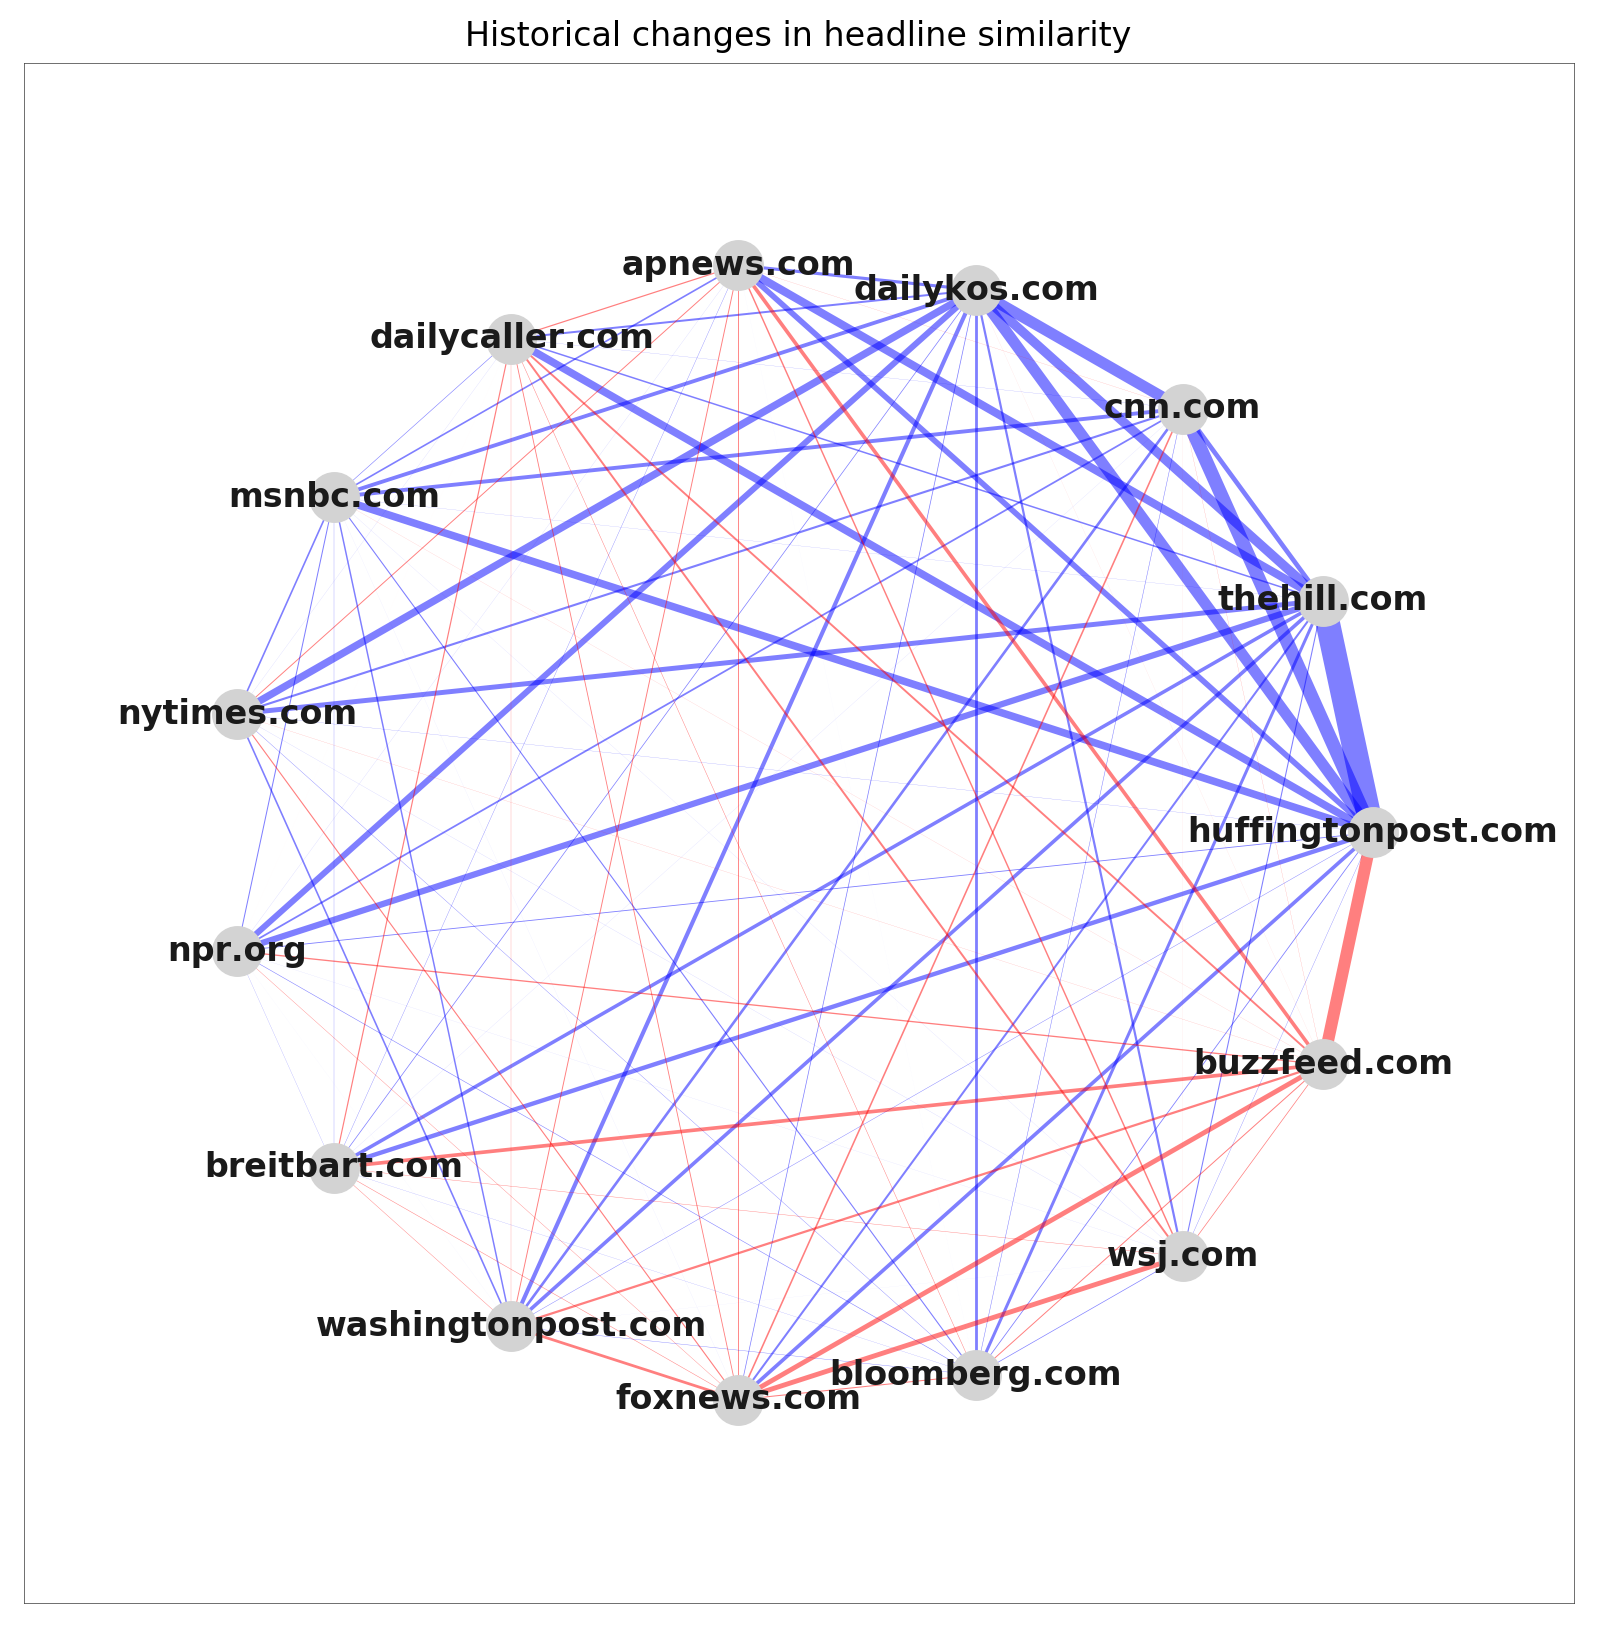 Historical changes in headline similarity
apnews.com
dailykos.com
dailycaller.com
cnn.com
msnbc.com
thehill.com
nytimes.com
huffingtonpost.com
npr.org
buzzfeed.com
breitbart.com
wsj.com
washingtonpost.com
bloomberg.com
foxnews.com